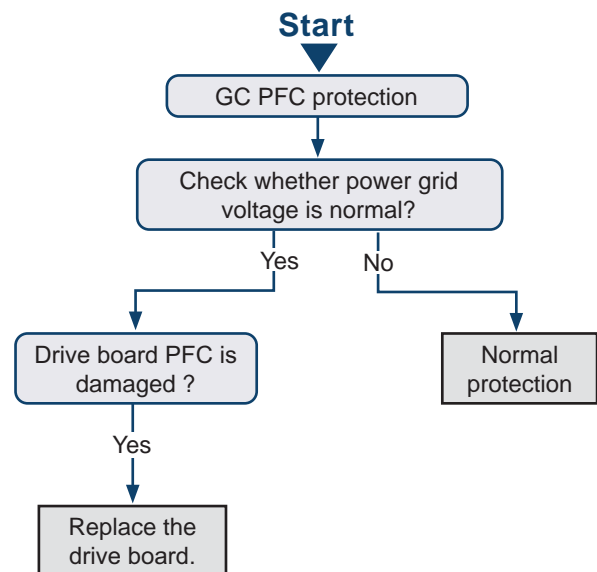 Start
GC PFC protection
Check whether power grid
voltage is normal?
Yes
No
Drive board PFC is
damaged ?
Normal
protection
Yes
Replace the
drive board.